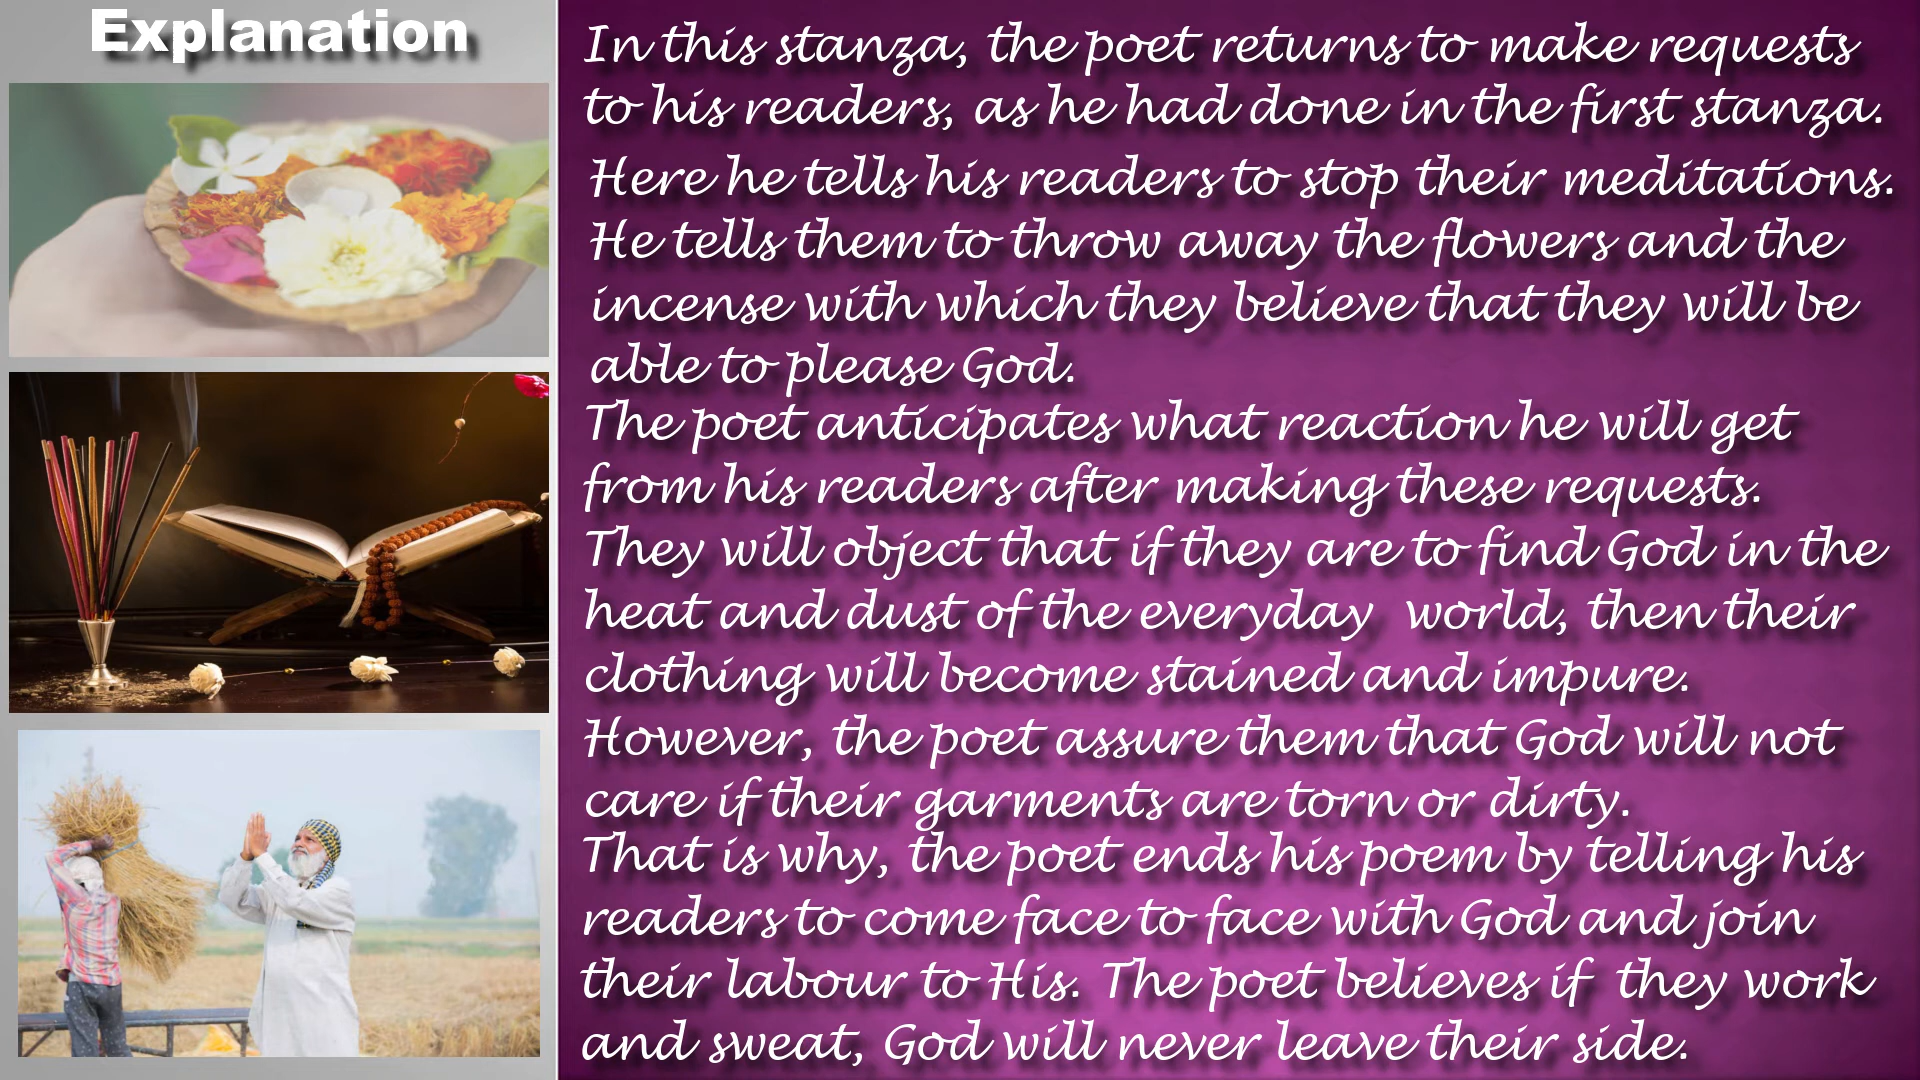 Explanation
In this stanza, the poet returns to make requests
to his readers, as he had done in the first stanza.
Here he tells his readers to stop their meditations.
He tells them to throw away the flowers and the
incense with which they believe that they will be
able to please God.
The poet anticipates what reaction he will get
from his readers after making these requests.
They will object that if they are to find God in the
heat and dust of the everyday world, then their
clothing will become stained and impure.
However, the poet assure them that God will not
care if their garments are torn or dirty.
That is why, the poet ends his poem by telling his
readers to come face to face with God and join
their labour to His. The poet believes if they work
and sweat, God will never leave their side.